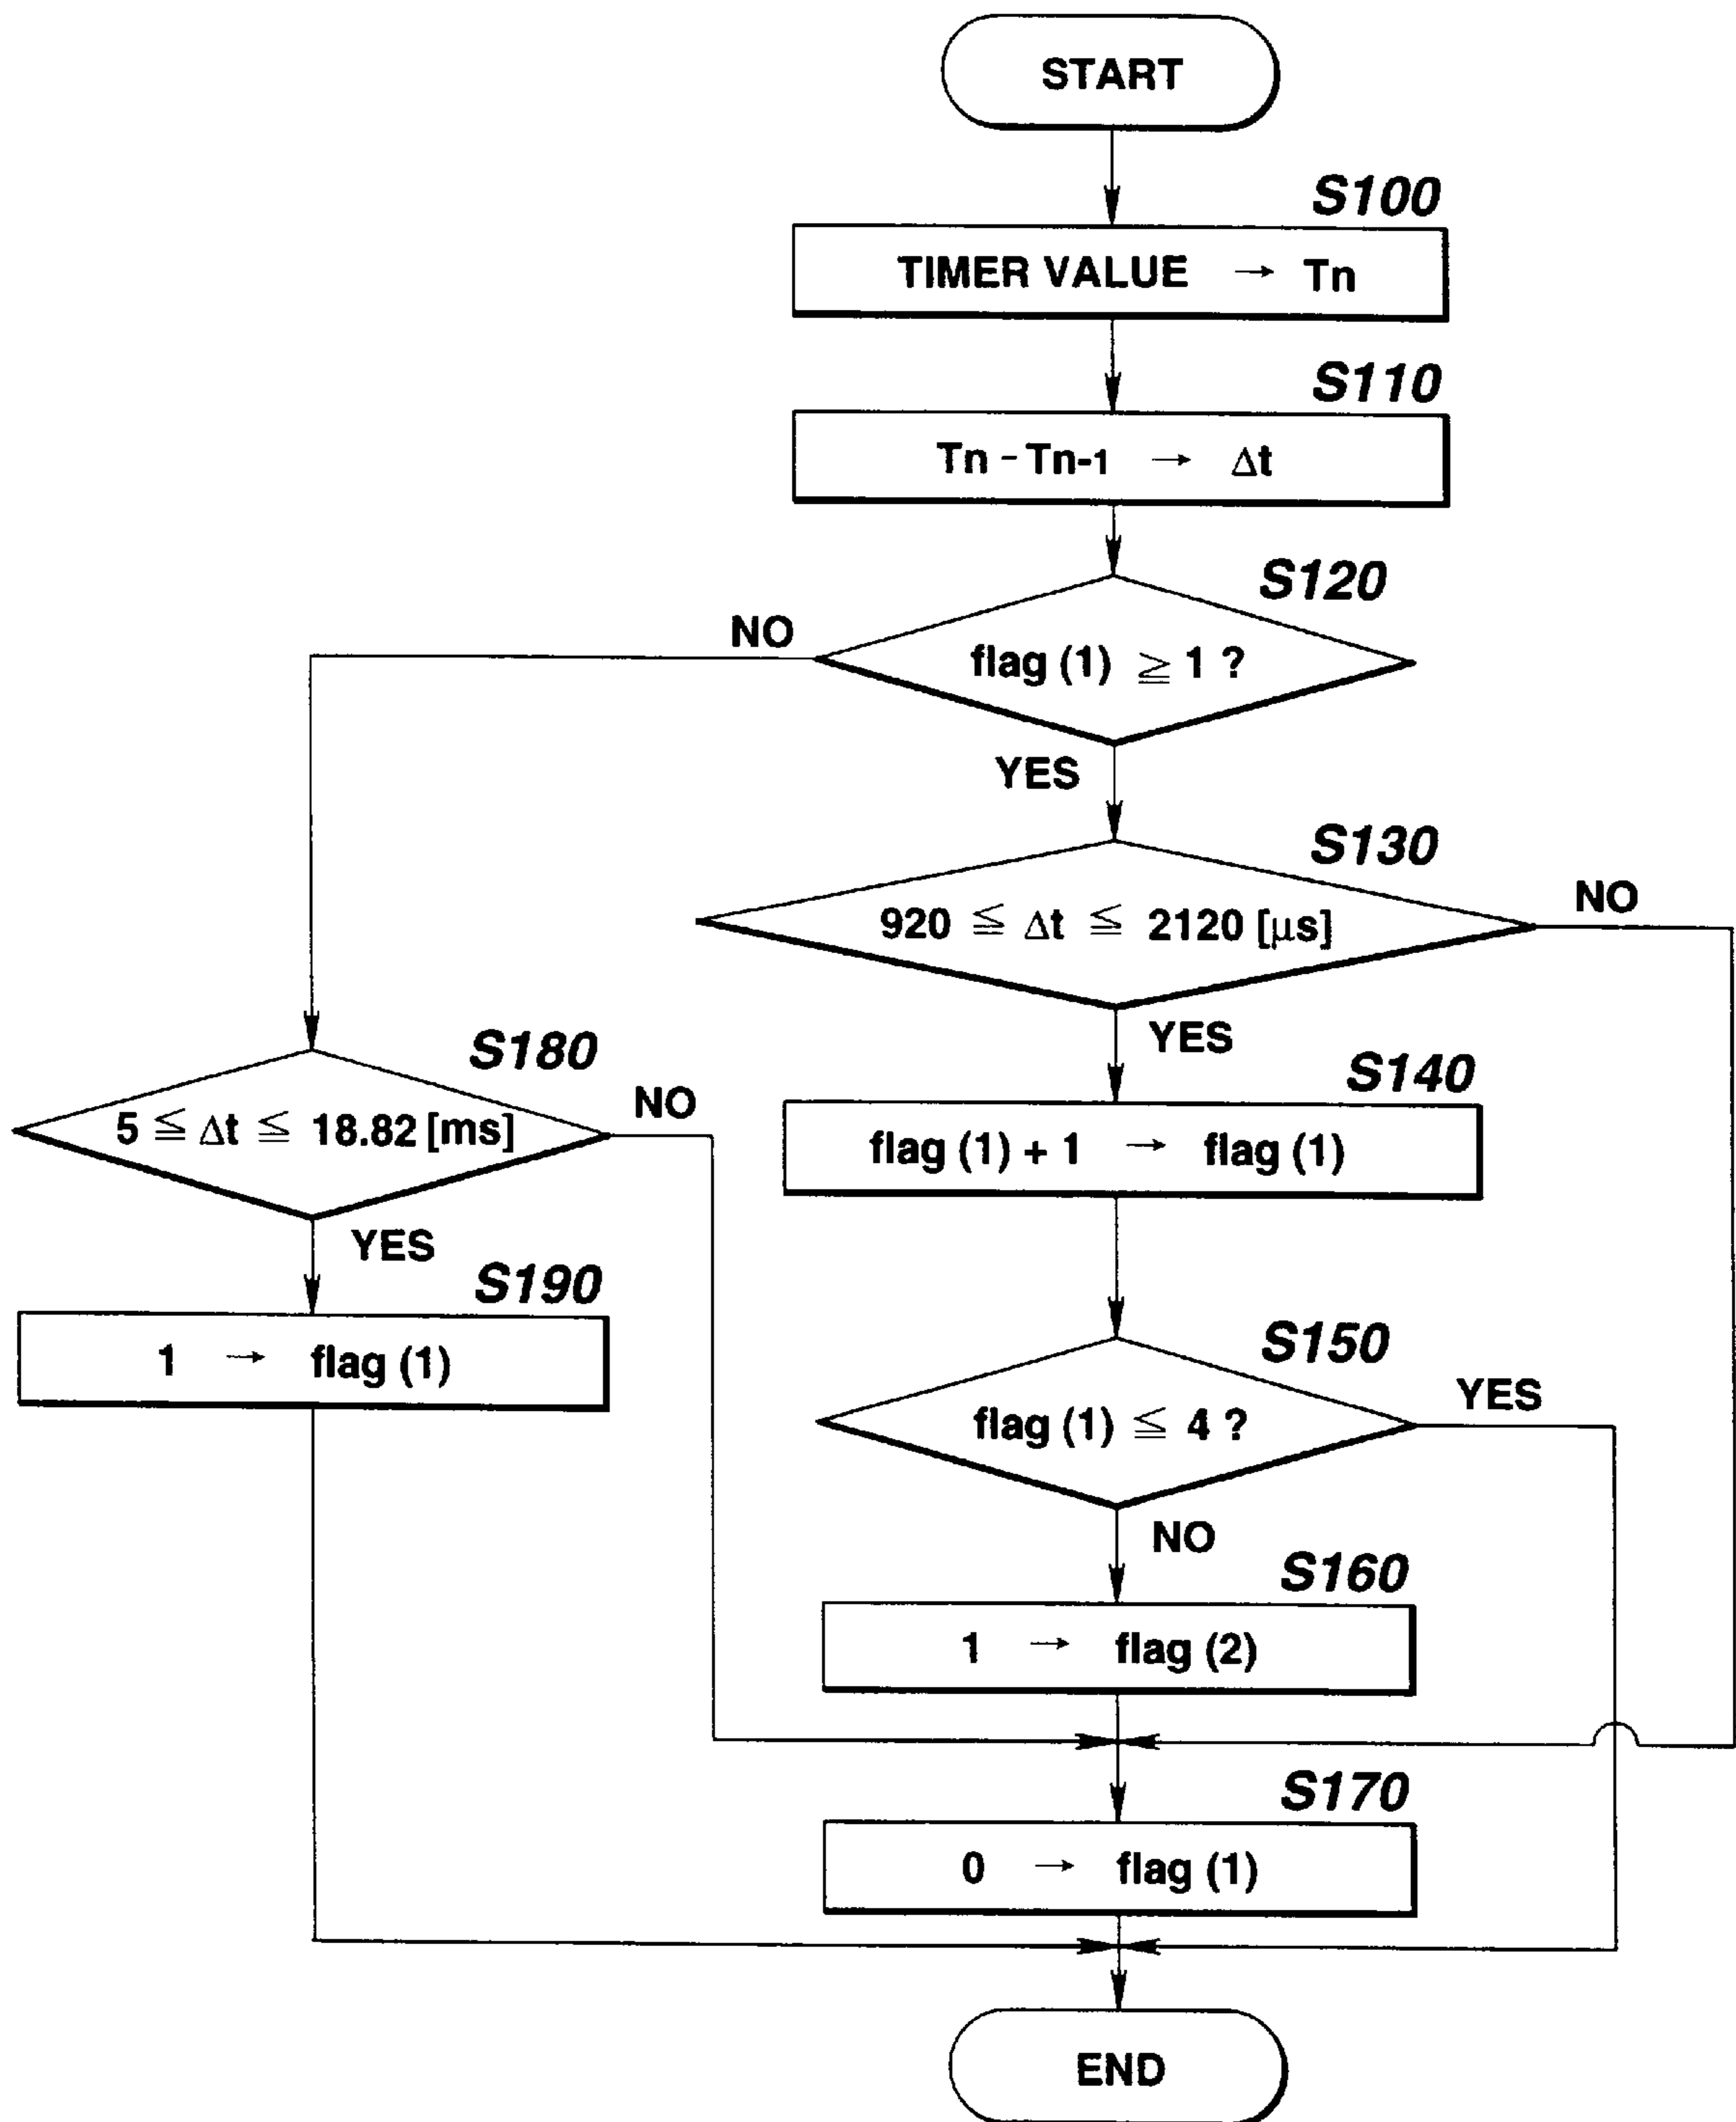 START
S100
TIMER VALUE → Tn
S110
Tn - Tn-1 → Δt
S120
flag (1) ≧ 1 ?
NO
YES
S130
920 ≦ Δt ≦ 2120 [μs]
NO
YES
S180
5 ≦ Δt ≦ 18.82 [ms]
NO
YES
S140
flag (1) + 1 → flag (1)
S190
1 → flag (1)
S150
flag (1) ≦ 4 ?
YES
NO
S160
1 → flag (2)
S170
0 → flag (1)
END